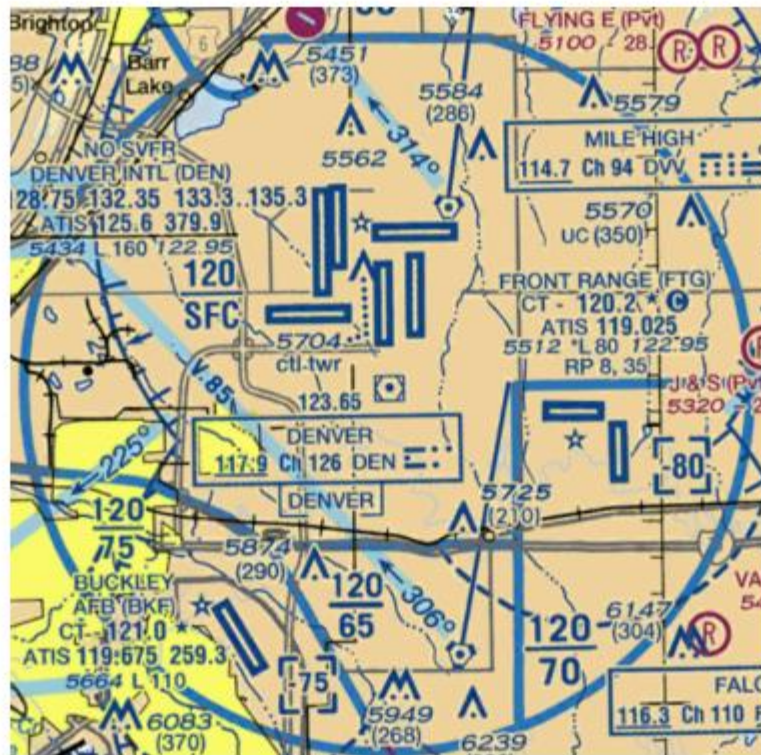 Brighton
6
Barr
Lake
5451
(373)
5584
(286)
5562
314°
FLYING E (Pvt)
5100 - 28
R
R
5579
MILE HIGH
114.7 Ch 94 DVV
NO SVFR
DENVER INTL (DEN)
128.75 132.35 133.3 135.3
ATIS 125.6 379.9
5434 L 160 122.95
120
SFC
5570
UC (350)
FRONT RANGE (FTG)
CT - 120.2 * C
ATIS 119.025
5512 *L 80 122.95
RP 8, 35
J & S (Pvt
5320
R
5704
ctl twr
123.65
V 85
DENVER
117.9 Ch 126 DEN
DENVER
225°
-80
5725
(210)
120
75
5874
(290)
BUCKLEY
AFB (BKF)
CT - 121.0 *
ATIS 119.675 259.3
5664 L 110
120
65
306°
120
70
6147
(304)
VA
R
75
5949
(268)
6239
6083
(370)
FALC
116.3 Ch 110